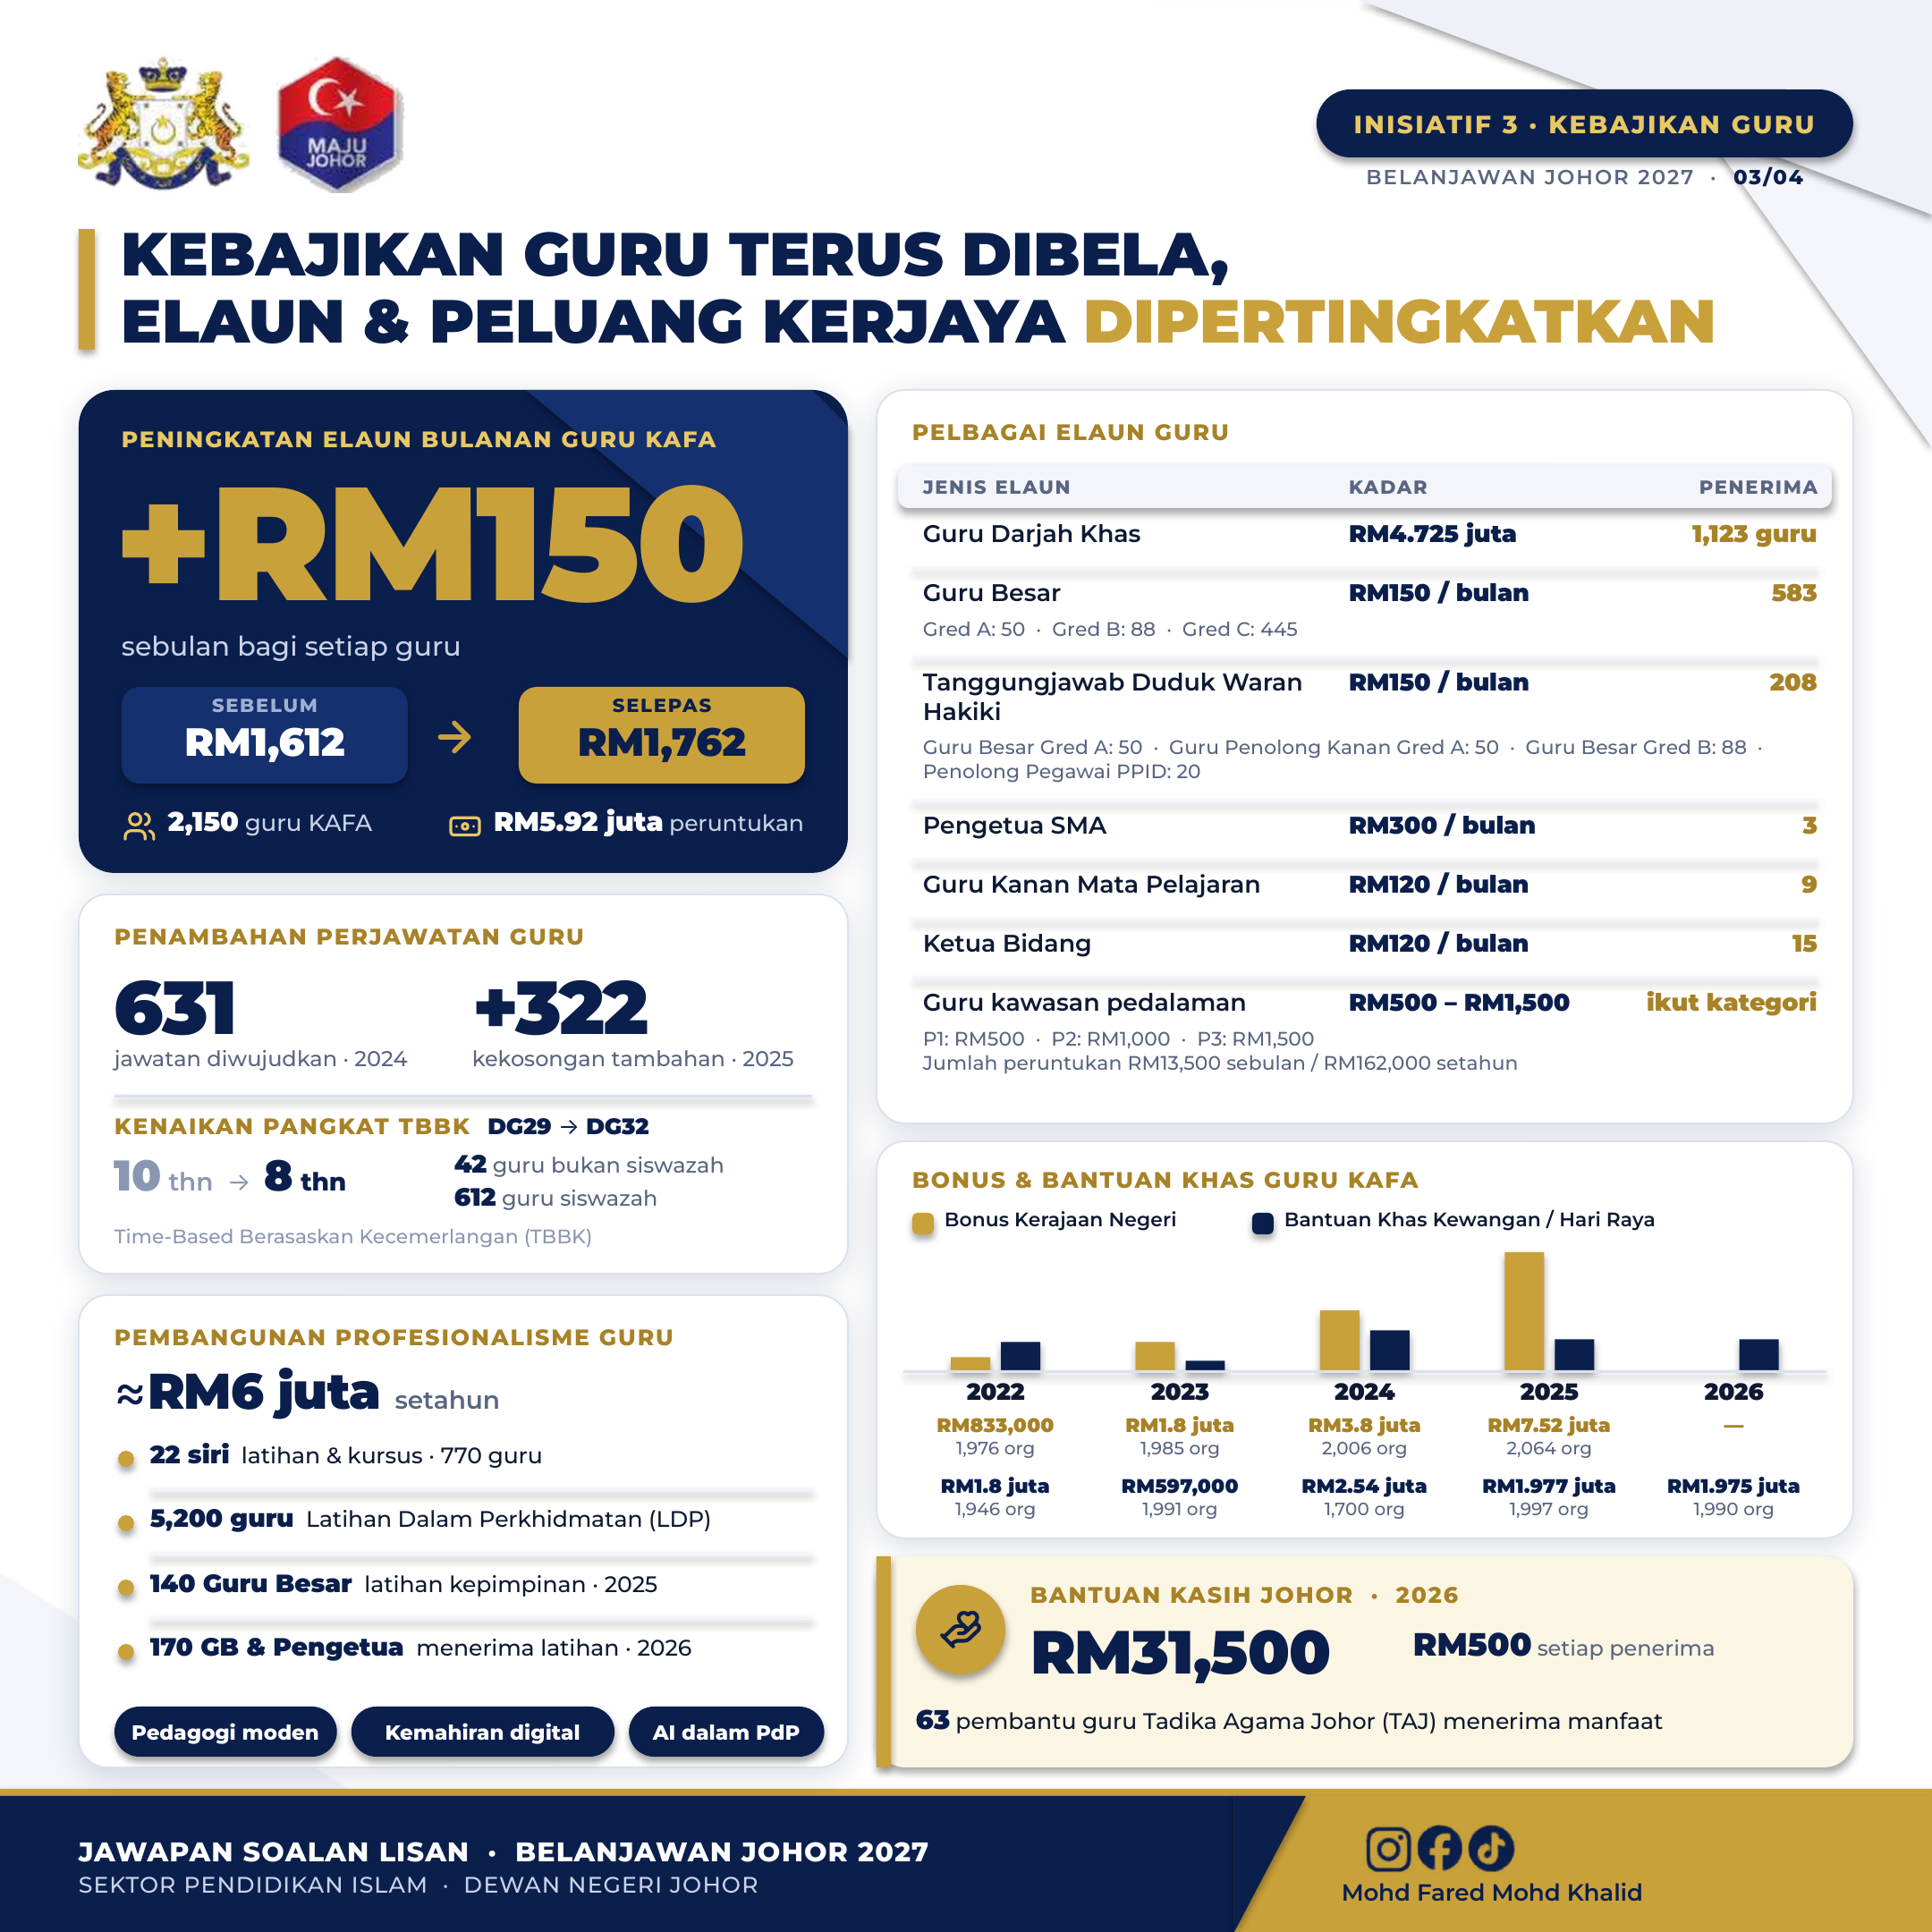 MAJU
JOHOR
INISIATIF 3 · KEBAJIKAN GURU
BELANJAWAN JOHOR 2027 · 03/04
KEBAJIKAN GURU TERUS DIBELA,
ELAUN & PELUANG KERJAYA DIPERTINGKATKAN
PENINGKATAN ELAUN BULANAN GURU KAFA
+RM150
sebulan bagi setiap guru
SEBELUM
RM1,612
→
SELEPAS
RM1,762
2,150 guru KAFA
RM5.92 juta peruntukan
PENAMBAHAN PERJAWATAN GURU
631
jawatan diwujudkan · 2024
+322
kekosongan tambahan · 2025
KENAIKAN PANGKAT TBBK DG29 → DG32
10 thn → 8 thn
42 guru bukan siswazah
612 guru siswazah
Time-Based Berasaskan Kecemerlangan (TBBK)
PEMBANGUNAN PROFESIONALISME GURU
≈RM6 juta setahun
22 siri latihan & kursus · 770 guru
5,200 guru Latihan Dalam Perkhidmatan (LDP)
140 Guru Besar latihan kepimpinan · 2025
170 GB & Pengetua menerima latihan · 2026
Pedagogi moden
Kemahiran digital
AI dalam PdP
PELBAGAI ELAUN GURU
JENIS ELAUN KADAR PENERIMA
Guru Darjah Khas RM4.725 juta 1,123 guru
Guru Besar RM150 / bulan 583
Gred A: 50 · Gred B: 88 · Gred C: 445
Tanggungjawab Duduk Waran RM150 / bulan 208
Hakiki
Guru Besar Gred A: 50 · Guru Penolong Kanan Gred A: 50 · Guru Besar Gred B: 88 ·
Penolong Pegawai PPID: 20
Pengetua SMA RM300 / bulan 3
Guru Kanan Mata Pelajaran RM120 / bulan 9
Ketua Bidang RM120 / bulan 15
Guru kawasan pedalaman RM500 – RM1,500 ikut kategori
P1: RM500 · P2: RM1,000 · P3: RM1,500
Jumlah peruntukan RM13,500 sebulan / RM162,000 setahun
BONUS & BANTUAN KHAS GURU KAFA
Bonus Kerajaan Negeri Bantuan Khas Kewangan / Hari Raya
2022 2023 2024 2025 2026
RM833,000 RM1.8 juta RM3.8 juta RM7.52 juta —
1,976 org 1,985 org 2,006 org 2,064 org
RM1.8 juta RM597,000 RM2.54 juta RM1.977 juta RM1.975 juta
1,946 org 1,991 org 1,700 org 1,997 org 1,990 org
BANTUAN KASIH JOHOR · 2026
RM31,500 RM500 setiap penerima
63 pembantu guru Tadika Agama Johor (TAJ) menerima manfaat
JAWAPAN SOALAN LISAN · BELANJAWAN JOHOR 2027
SEKTOR PENDIDIKAN ISLAM · DEWAN NEGERI JOHOR
Mohd Fared Mohd Khalid